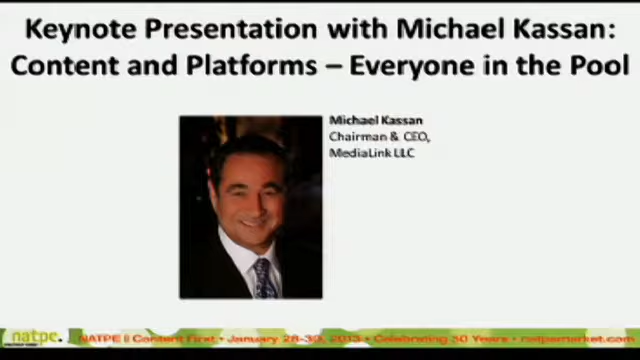 Keynote Presentation with Michael Kassan:
Content and Platforms – Everyone in the Pool
Michael Kassan
Chairman & CEO,
MediaLink LLC
natpe.
NATPE || Content First • January 28-30, 2013 • Celebrating 50 Years • natpemarket.com